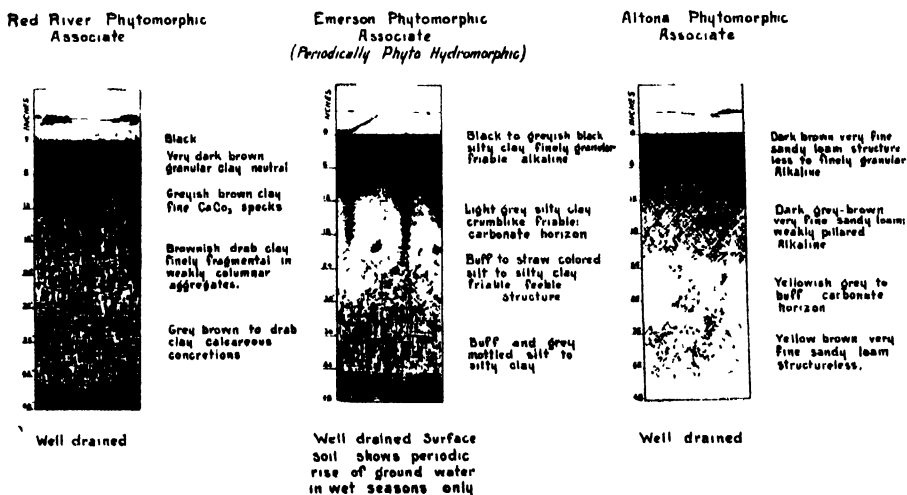 Red River Phytomorphic
Associate
INCHES
Black
Very dark brown
granular clay neutral
Greyish brown clay
fine CaCo₃ specks
Brownish drab clay
finely fragmental in
weakly columnar
aggregates.
Grey brown to drab
clay calcareous
concretions
Well drained
Emerson Phytomorphic
Associate
(Periodically Phyto Hydromorphic)
INCHES
0
Black to greyish black
silty clay finely granular
friable alkaline
Light grey silty clay
crumblike friable:
carbonate horizon
Buff to straw colored
silt to silty clay
friable feeble
structure
Buff and grey
mottled silt to
silty clay
Well drained Surface
soil shows periodic
rise of ground water
in wet seasons only
Altona Phytomorphic
Associate
INCHES
Dark brown very fine
sandy loam structure
less to finely granular
Alkaline
Dark grey-brown
very fine sandy loam;
weakly pillared
Alkaline
Yellowish grey to
buff carbonate
horizon
Yellow brown very
fine sandy loam
structureless.
Well drained